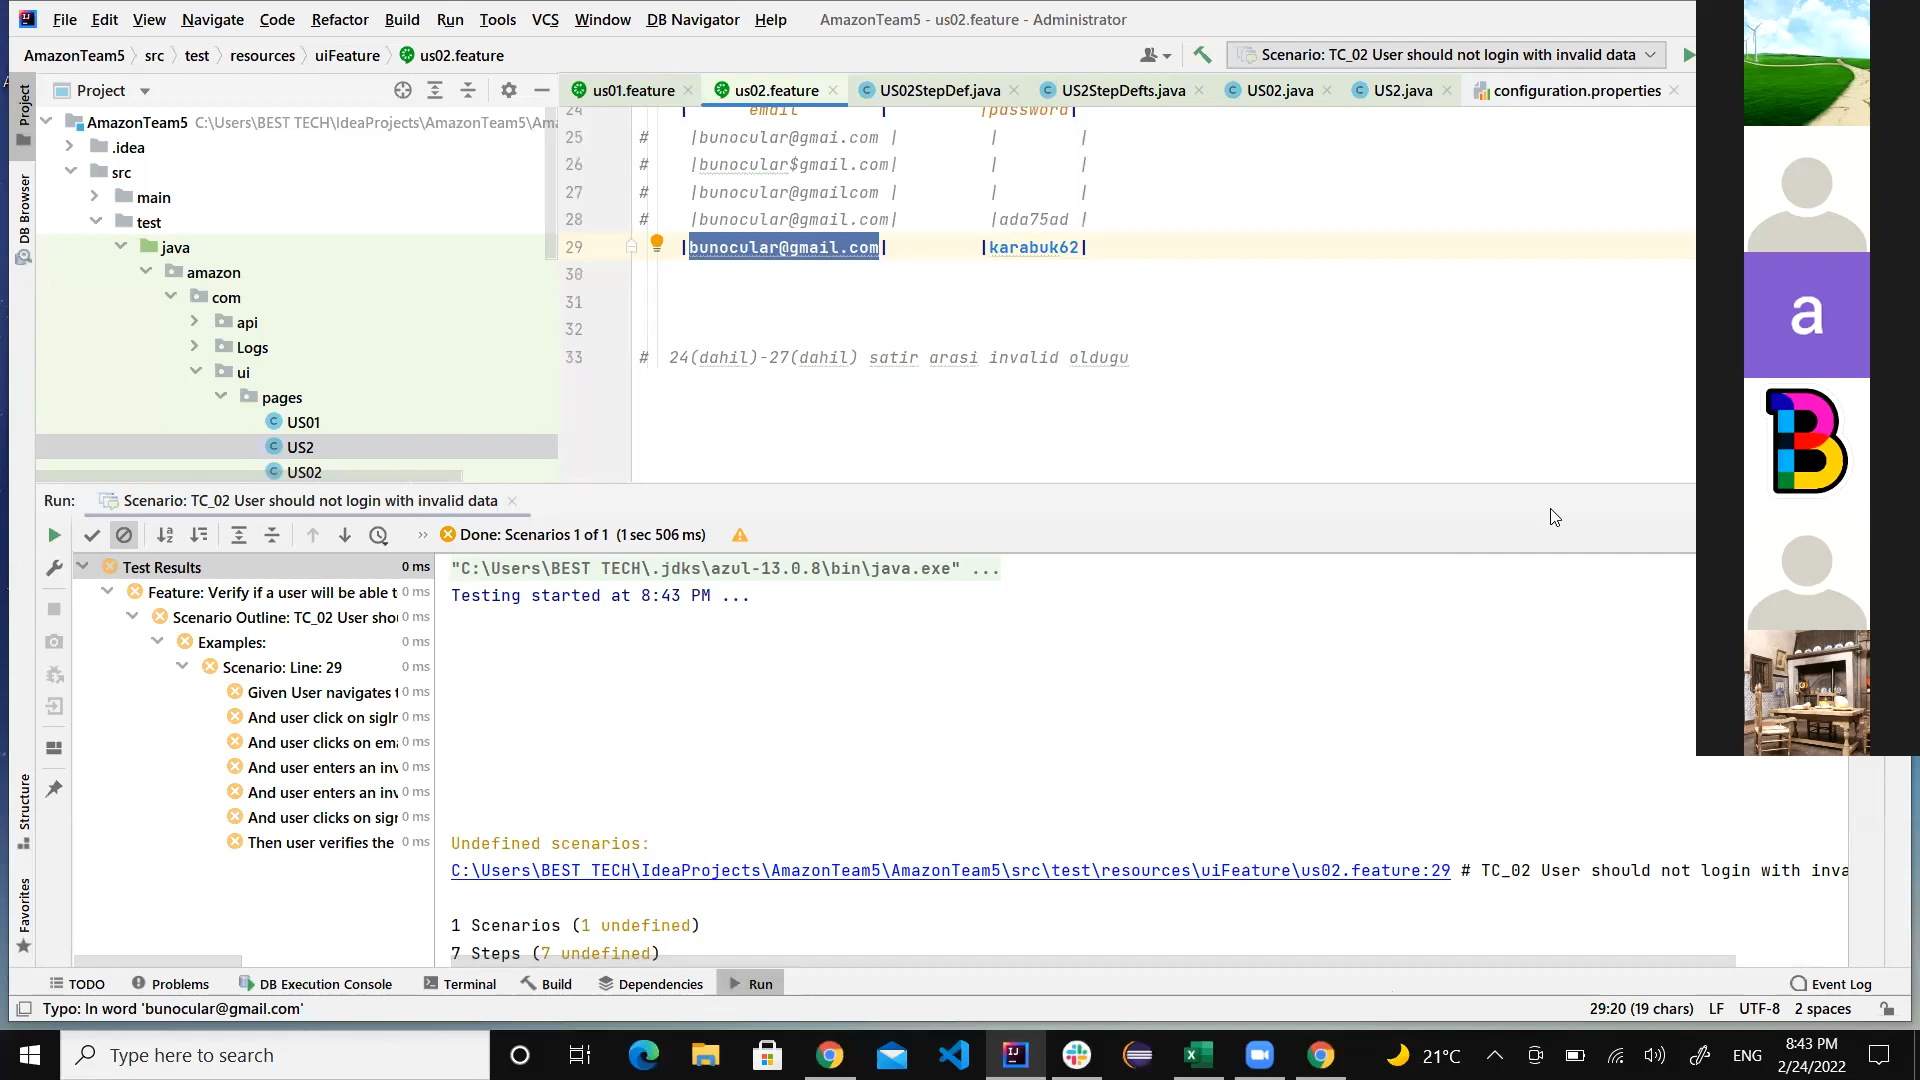 File Edit View Navigate Code Refactor Build Run Tools VCS Window DB Navigator Help AmazonTeam5 - us02.feature - Administrator
AmazonTeam5 src test resources uiFeature us02.feature Scenario: TC_02 User should not login with invalid data
Project us01.feature us02.feature US02StepDef.java US2StepDefts.java US02.java US2.java configuration.properties
Project
DB Browser
Structure
Favorites
AmazonTeam5 C:\Users\BEST TECH\IdeaProjects\AmazonTeam5\Ama
.idea
src
main
test
java
amazon
com
api
Logs
ui
pages
US01
US2
US02
24 | email | |password|
25 # |bunocular@gmai.com | | |
26 # |bunocular$gmail.com| | |
27 # |bunocular@gmailcom | | |
28 # |bunocular@gmail.com| |ada75ad |
29 |bunocular@gmail.com| |karabuk62|
30
31
32
33 # 24(dahil)-27(dahil) satir arasi invalid oldugu
Run: Scenario: TC_02 User should not login with invalid data
Done: Scenarios 1 of 1 (1 sec 506 ms)
Test Results 0 ms
Feature: Verify if a user will be able t 0 ms
Scenario Outline: TC_02 User shou 0 ms
Examples: 0 ms
Scenario: Line: 29 0 ms
Given User navigates t 0 ms
And user click on sigIn 0 ms
And user clicks on ema 0 ms
And user enters an inv 0 ms
And user enters an inv 0 ms
And user clicks on sigr 0 ms
Then user verifies the 0 ms
"C:\Users\BEST TECH\.jdks\azul-13.0.8\bin\java.exe" ...
Testing started at 8:43 PM ...
Undefined scenarios:
C:\Users\BEST TECH\IdeaProjects\AmazonTeam5\AmazonTeam5\src\test\resources\uiFeature\us02.feature:29 # TC_02 User should not login with inva
1 Scenarios (1 undefined)
7 Steps (7 undefined)
a
B
TODO Problems DB Execution Console Terminal Build Dependencies Run Event Log
Typo: In word 'bunocular@gmail.com' 29:20 (19 chars) LF UTF-8 2 spaces
Type here to search 21°C ENG 8:43 PM
2/24/2022